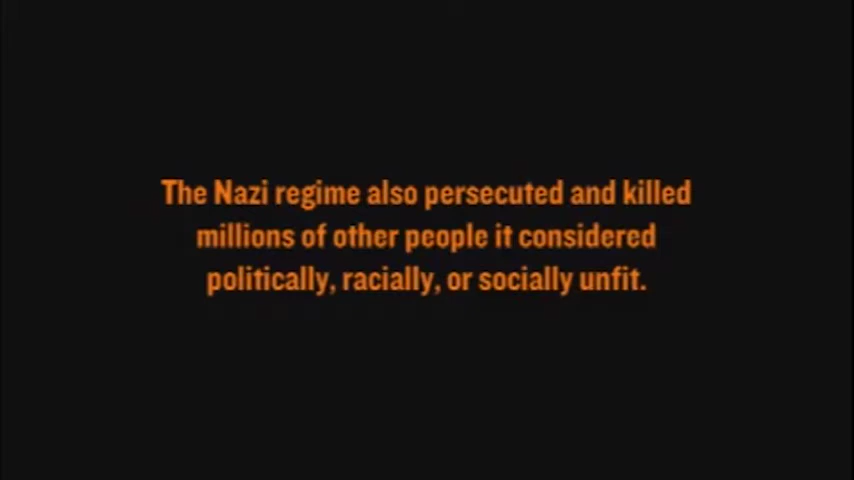 The Nazi regime also persecuted and killed
millions of other people it considered
politically, racially, or socially unfit.